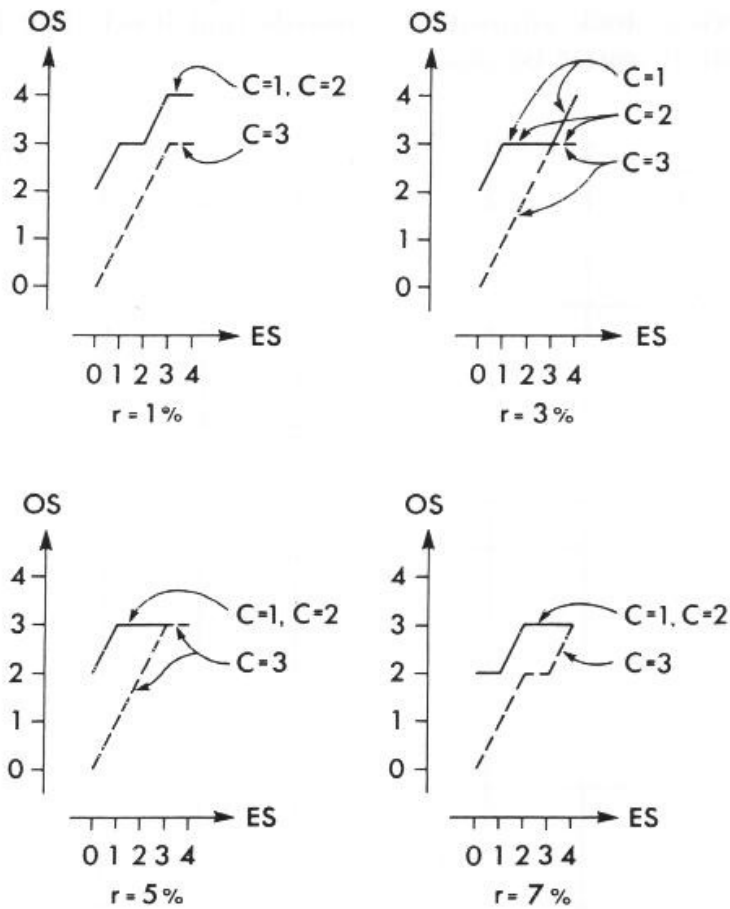 OS
4
3
2
1
0
C=1, C=2
C=3
ES
0 1 2 3 4
r = 1%
OS
4
3
2
1
0
C=1
C=2
C=3
ES
0 1 2 3 4
r = 3%
OS
4
3
2
1
0
C=1, C=2
C=3
ES
0 1 2 3 4
r = 5%
OS
4
3
2
1
0
C=1, C=2
C=3
ES
0 1 2 3 4
r = 7%